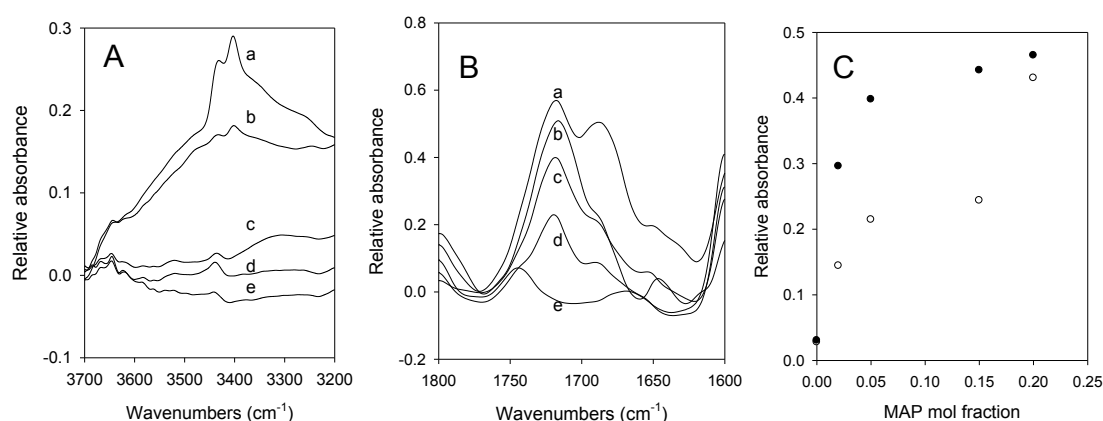 A
0.3
0.2
0.1
0.0
-0.1
Relative absorbance
a
b
c
d
e
3700 3600 3500 3400 3300 3200
Wavenumbers (cm⁻¹)
B
0.8
0.6
0.4
0.2
0.0
-0.2
Relative absorbance
a
b
c
d
e
1800 1750 1700 1650 1600
Wavenumbers (cm⁻¹)
C
0.5
0.4
0.3
0.2
0.1
0.0
Relative absorbance
0.00 0.05 0.10 0.15 0.20 0.25
MAP mol fraction